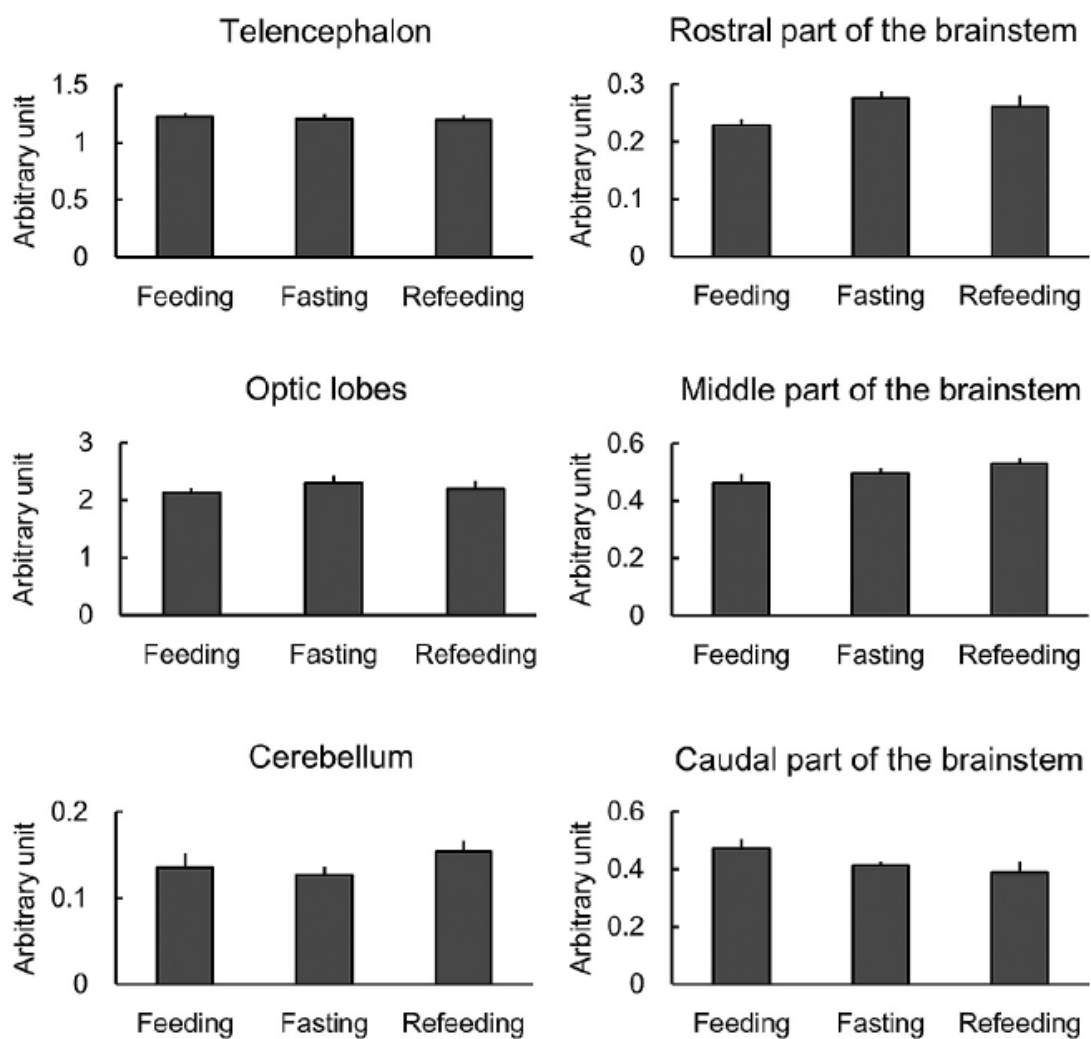 Telencephalon
Arbitrary unit
1.5
1
0.5
0
Feeding Fasting Refeeding
Rostral part of the brainstem
Arbitrary unit
0.3
0.2
0.1
0
Feeding Fasting Refeeding
Optic lobes
Arbitrary unit
3
2
1
0
Feeding Fasting Refeeding
Middle part of the brainstem
Arbitrary unit
0.6
0.4
0.2
0
Feeding Fasting Refeeding
Cerebellum
Arbitrary unit
0.2
0.1
0
Feeding Fasting Refeeding
Caudal part of the brainstem
Arbitrary unit
0.6
0.4
0.2
0
Feeding Fasting Refeeding